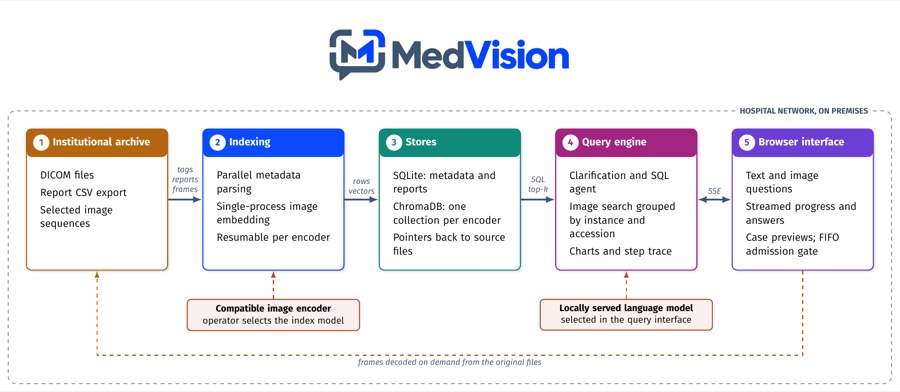 MedVision
HOSPITAL NETWORK, ON PREMISES
1 Institutional archive
DICOM files
Report CSV export
Selected image
sequences
tags
reports
frames
2 Indexing
Parallel metadata
parsing
Single-process image
embedding
Resumable per encoder
rows
vectors
3 Stores
SQLite: metadata and
reports
ChromaDB: one
collection per encoder
Pointers back to source
files
SQL
top-k
4 Query engine
Clarification and SQL
agent
Image search grouped
by instance and
accession
Charts and step trace
SSE
5 Browser interface
Text and image
questions
Streamed progress and
answers
Case previews; FIFO
admission gate
Compatible image encoder
operator selects the index model
Locally served language model
selected in the query interface
frames decoded on demand from the original files